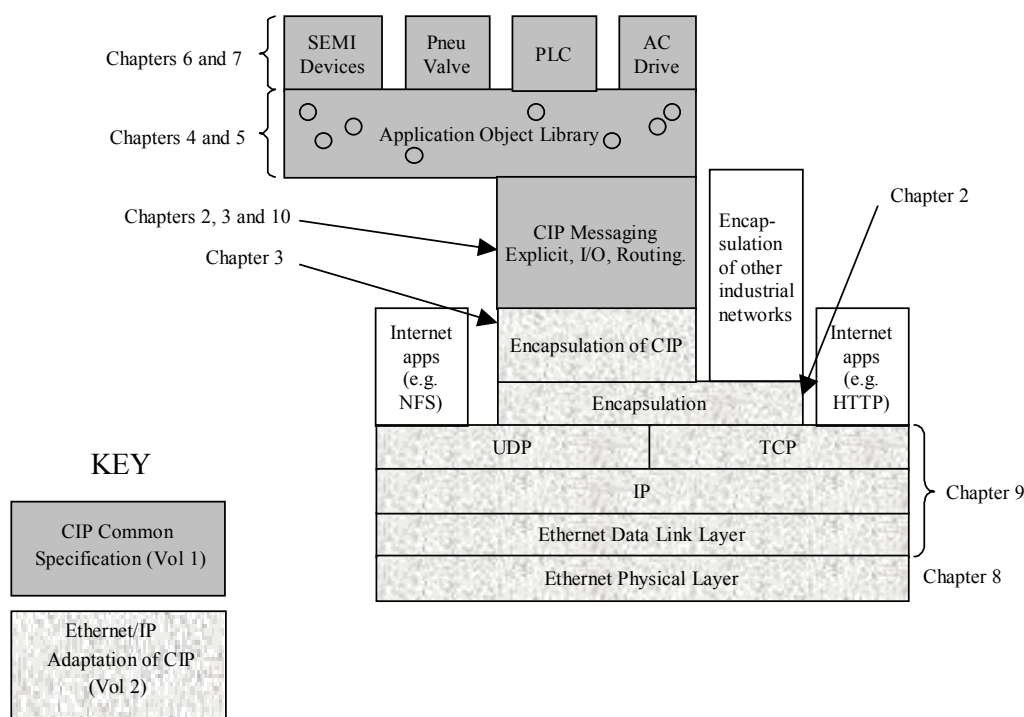 Chapters 6 and 7
SEMI
Devices
Pneu
Valve
PLC
AC
Drive
Chapters 4 and 5
Application Object Library
Chapters 2, 3 and 10
CIP Messaging
Explicit, I/O, Routing.
Encap-
sulation
of other
industrial
networks
Chapter 2
Chapter 3
Internet
apps
(e.g.
NFS)
Encapsulation of CIP
Internet
apps
(e.g.
HTTP)
Encapsulation
UDP
TCP
IP
Chapter 9
Ethernet Data Link Layer
Ethernet Physical Layer
Chapter 8
KEY
CIP Common
Specification (Vol 1)
Ethernet/IP
Adaptation of CIP
(Vol 2)